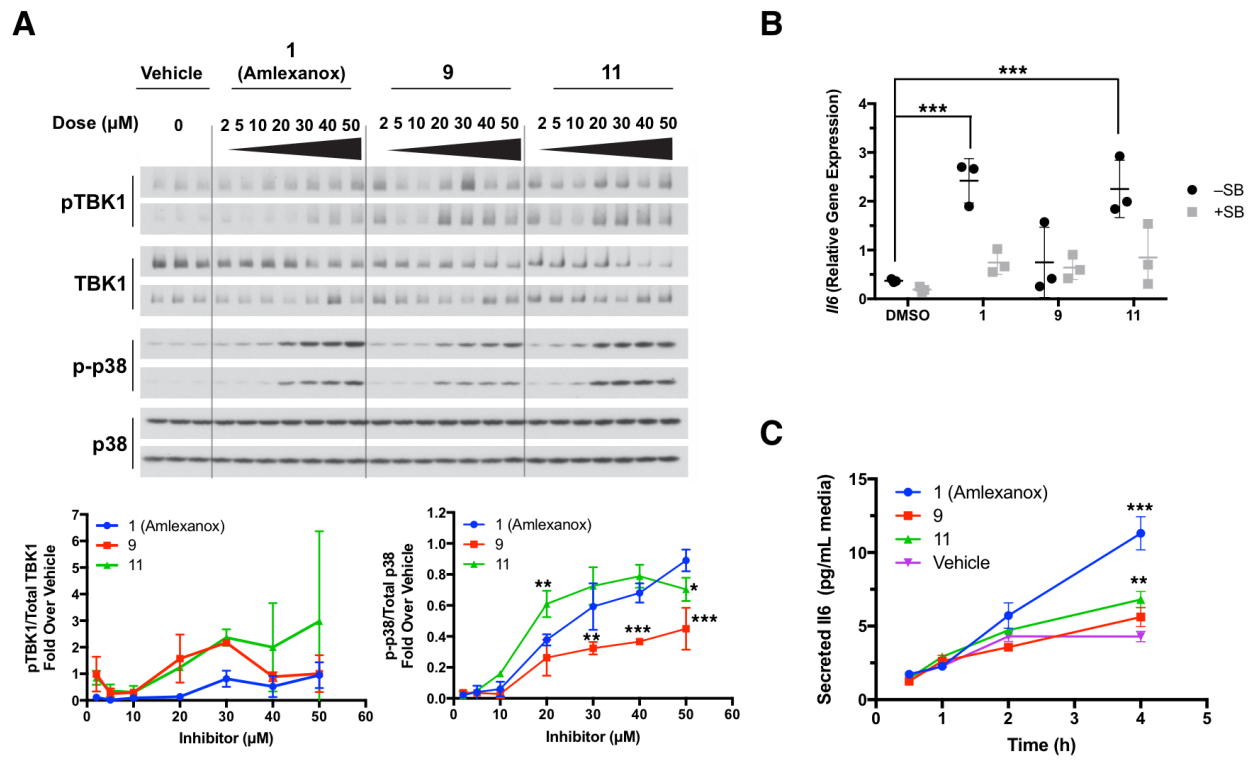 A
1
(Amlexanox)
Vehicle
9
11
Dose (µM)
0
2 5 10 20 30 40 50
2 5 10 20 30 40 50
2 5 10 20 30 40 50
pTBK1
TBK1
p-p38
p38
7
6
5
4
3
2
1
0
0 10 20 30 40 50 60
pTBK1/Total TBK1
Fold Over Vehicle
Inhibitor (µM)
1 (Amlexanox)
9
11
1.2
1.0
0.8
0.6
0.4
0.2
0.0
0 10 20 30 40 50 60
p-p38/Total p38
Fold Over Vehicle
Inhibitor (µM)
1 (Amlexanox)
9
11
**
**
***
*
***
B
***
***
4
3
2
1
0
Il6 (Relative Gene Expression)
DMSO 1 9 11
–SB
+SB
C
15
10
5
0
0 1 2 3 4 5
Secreted Il6 (pg/mL media)
Time (h)
1 (Amlexanox)
9
11
Vehicle
***
**